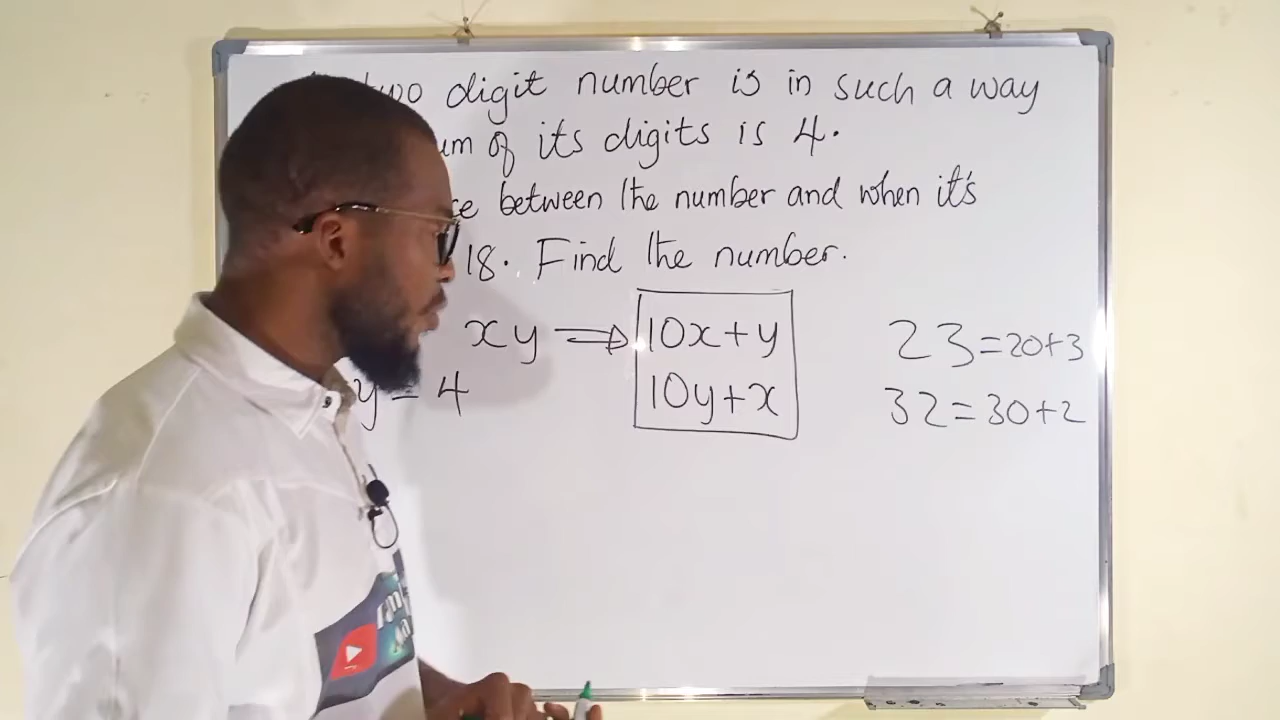 two digit number is in such a way
of its digits is 4.
between the number and when it's
18. Find the number.
xy ⇒ 10x+y
23=20+3
y = 4
10y+x
32=30+2